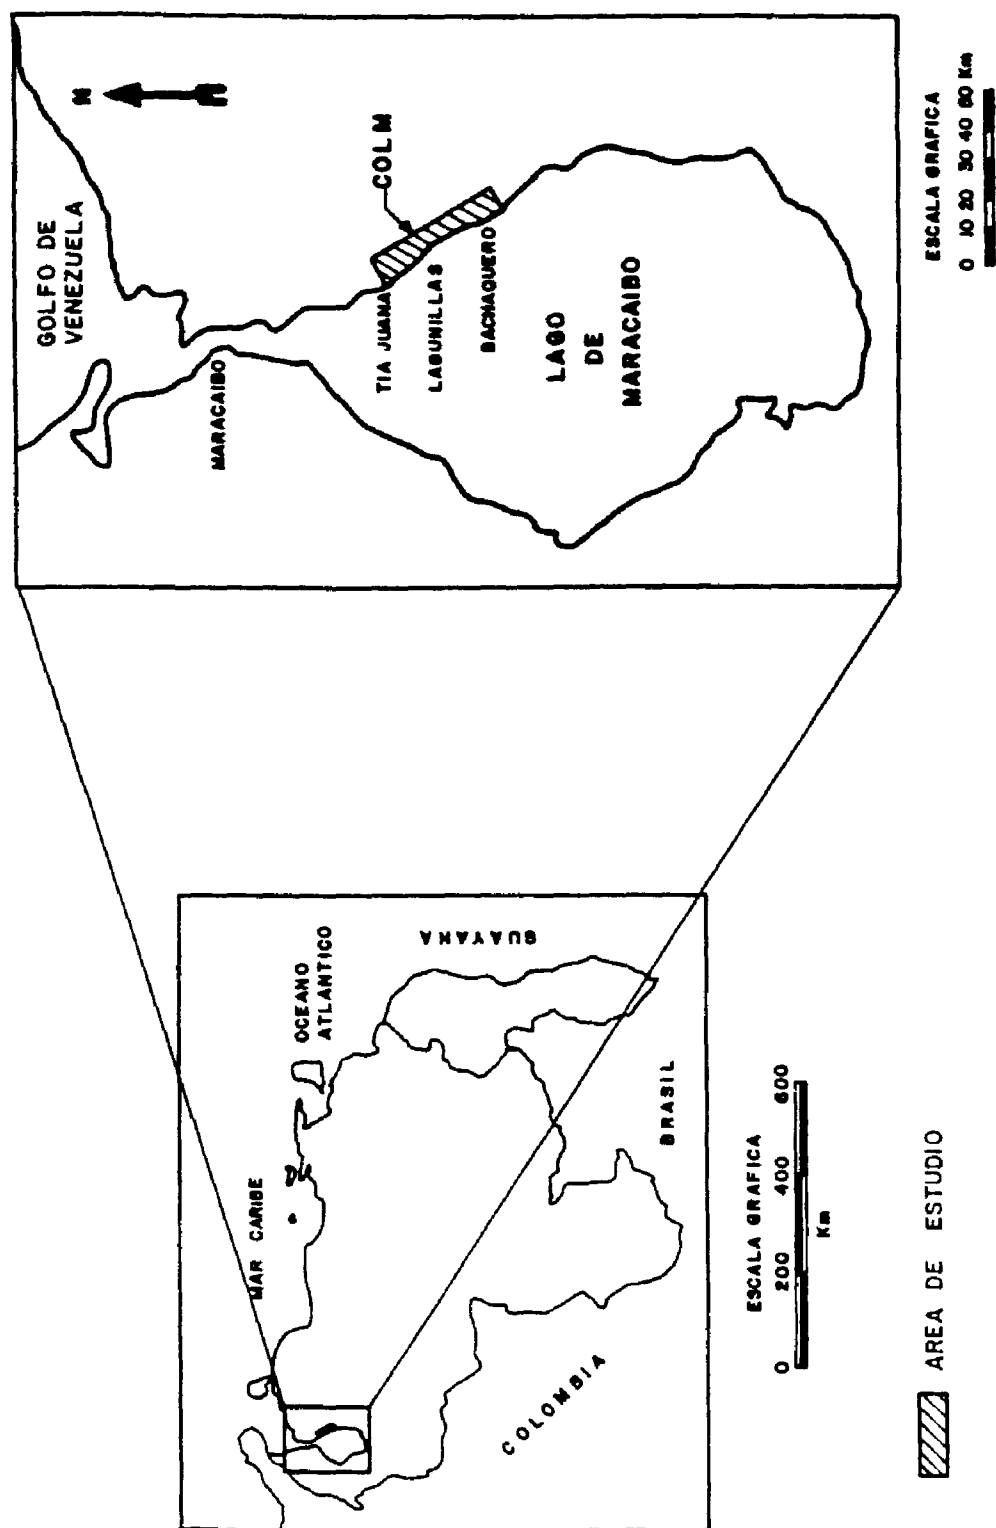 MAR CARIBE
OCEANO
ATLANTICO
GUAYANA
BRASIL
COLOMBIA
ESCALA GRAFICA
0 200 400 600
Km
AREA DE ESTUDIO
GOLFO DE
VENEZUELA
N
MARACAIBO
COLM
TIA JUANA
LAGUNILLAS
BACHAQUERO
LAGO
DE
MARACAIBO
ESCALA GRAFICA
0 10 20 30 40 50 Km